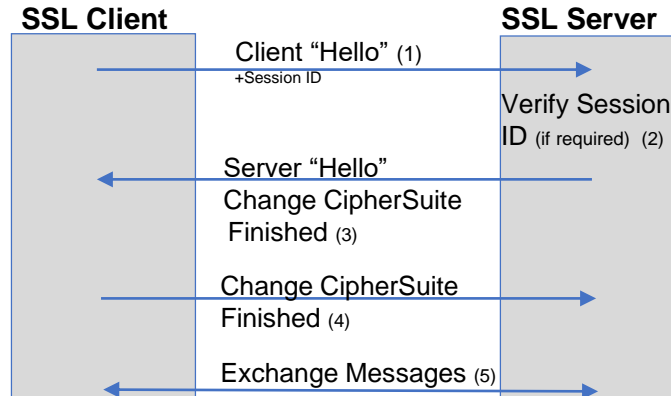 SSL Client
SSL Server
Client “Hello” (1)
+Session ID
Verify Session
ID (if required) (2)
Server “Hello”
Change CipherSuite
Finished (3)
Change CipherSuite
Finished (4)
Exchange Messages (5)